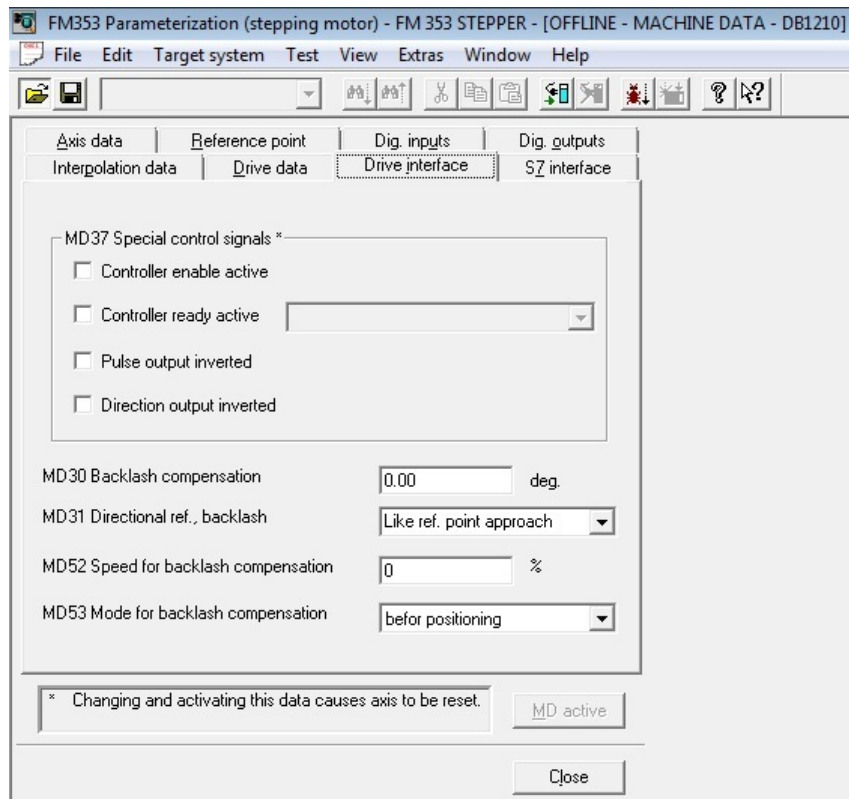 FM353 Parameterization (stepping motor) - FM 353 STEPPER - [OFFLINE - MACHINE DATA - DB1210]
File Edit Target system Test View Extras Window Help
Axis data Reference point Dig. inputs Dig. outputs
Interpolation data Drive data Drive interface S7 interface
MD37 Special control signals *
Controller enable active
Controller ready active
Pulse output inverted
Direction output inverted
MD30 Backlash compensation 0.00 deg.
MD31 Directional ref., backlash Like ref. point approach
MD52 Speed for backlash compensation 0 %
MD53 Mode for backlash compensation befor positioning
* Changing and activating this data causes axis to be reset. MD active
Close